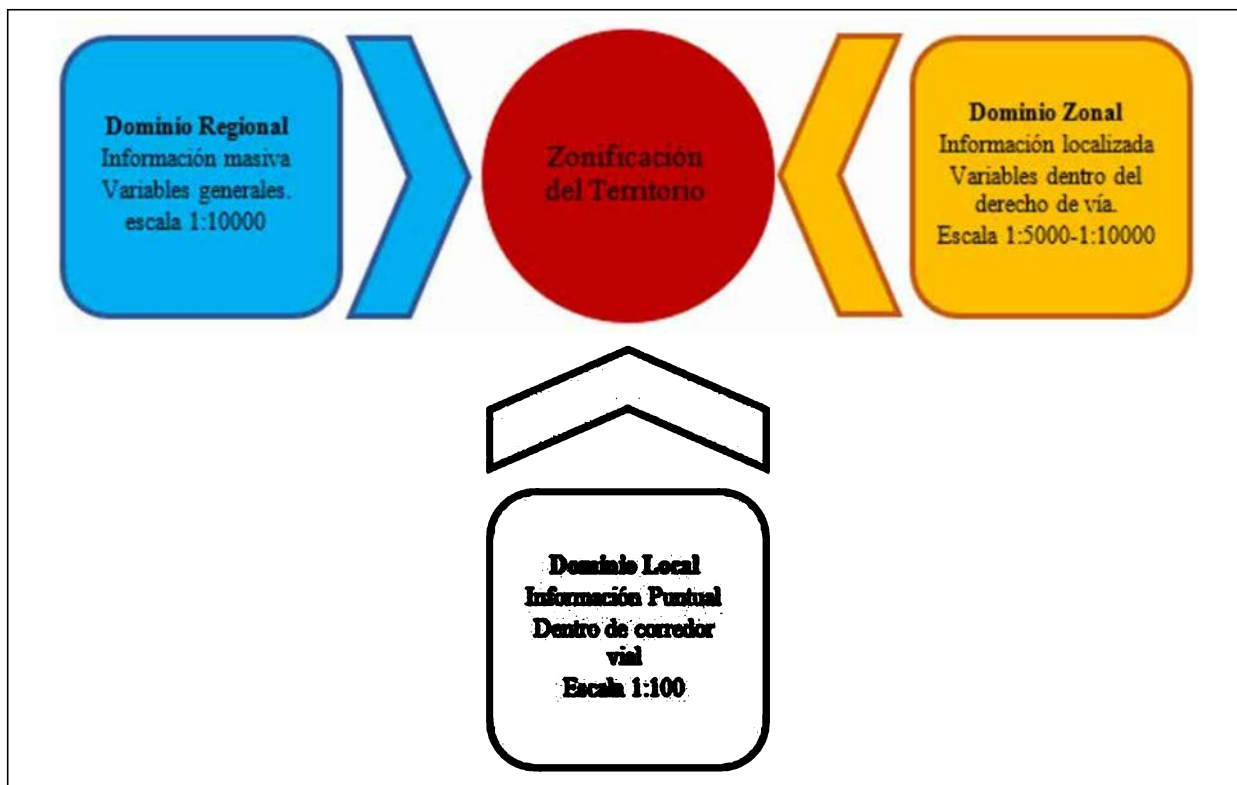 Dominio Regional
Información masiva
Variables generales.
escala 1:10000
Zonificación
del Territorio
Dominio Zonal
Información localizada
Variables dentro del
derecho de vía.
Escala 1:5000-1:10000
Dominio Local
Información Puntual
Dentro de corredor
vial
Escala 1:100